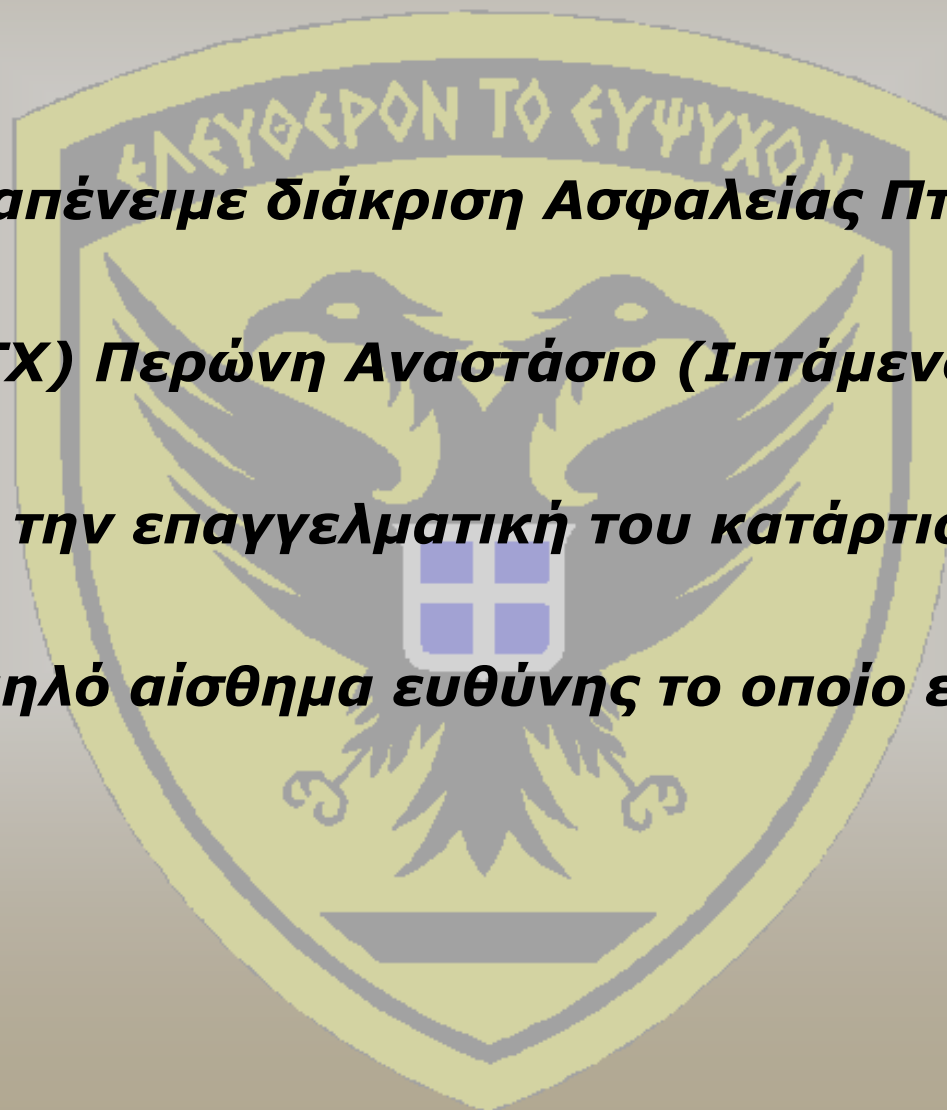 ΕΛΕΥΘΕΡΟΝ ΤΟ ΕΥΨΥΧΟΝ
απένειμε διάκριση Ασφαλείας Πτ
ΤΧ) Περώνη Αναστάσιο (Ιπτάμενο
την επαγγελματική του κατάρτισ
ηλό αίσθημα ευθύνης το οποίο ε